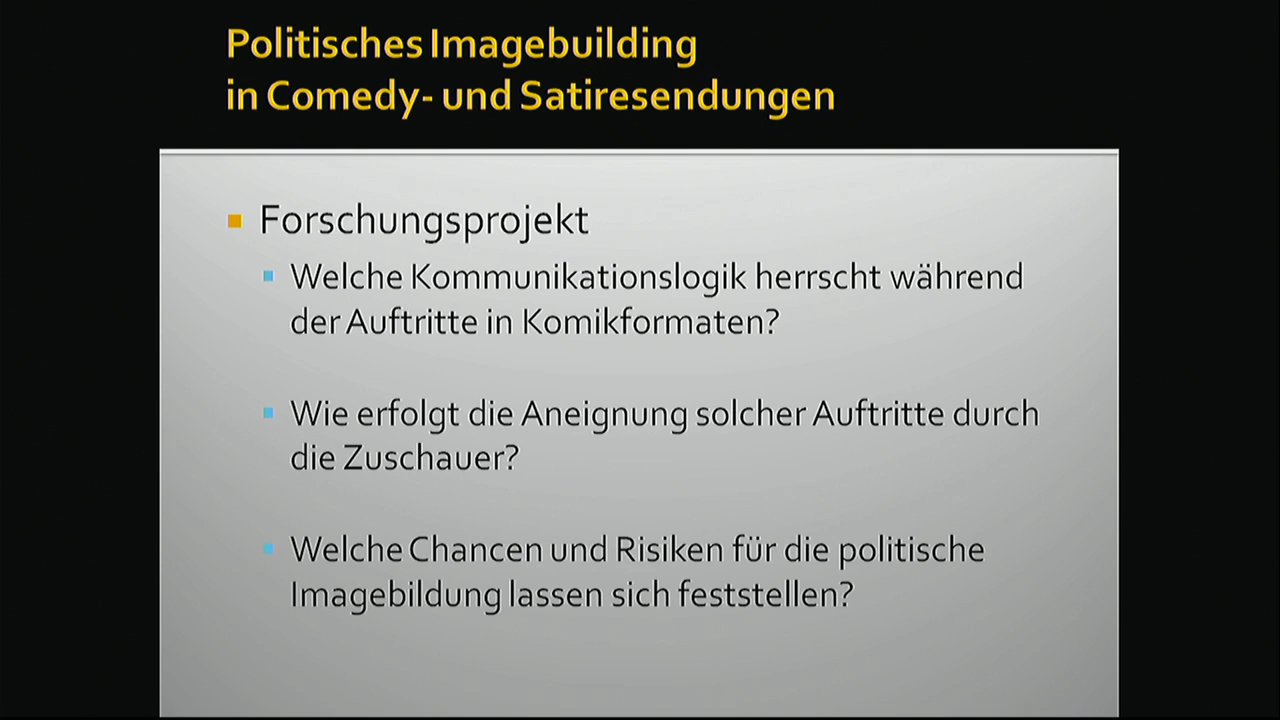 Politisches Imagebuilding
in Comedy- und Satiresendungen
Forschungsprojekt
Welche Kommunikationslogik herrscht während
der Auftritte in Komikformaten?
Wie erfolgt die Aneignung solcher Auftritte durch
die Zuschauer?
Welche Chancen und Risiken für die politische
Imagebildung lassen sich feststellen?